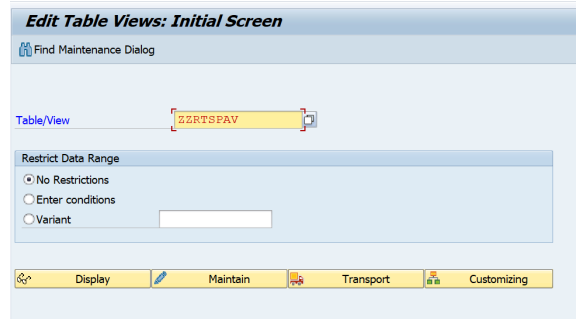 Edit Table Views: Initial Screen
Find Maintenance Dialog
Table/View ZZRTSPAV
Restrict Data Range
No Restrictions
Enter conditions
Variant
Display Maintain Transport Customizing